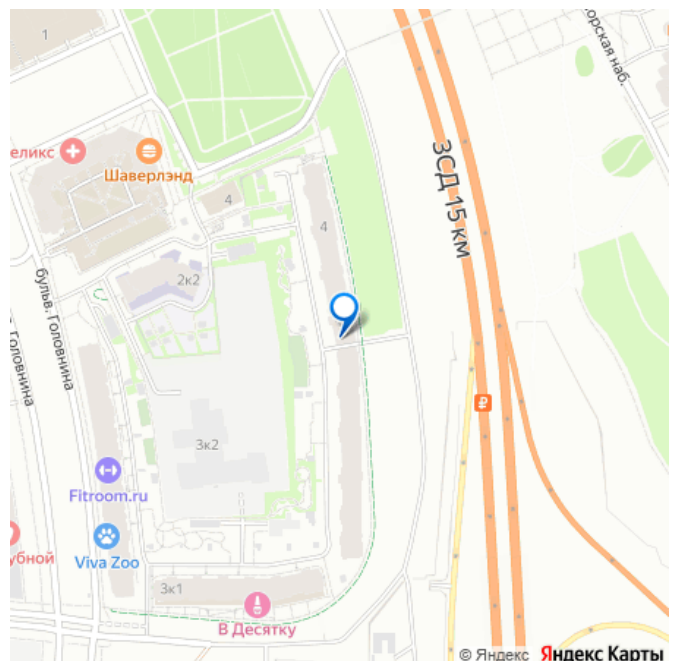 1
орская наб.
еликс
Шаверлэнд
ЗСД 15 км
4
4
2к2
бульв. Головнина
Головнина
3к2
Fitroom.ru
убной
Viva Zoo
3к1
В Десятку
© Яндекс Яндекс Карты